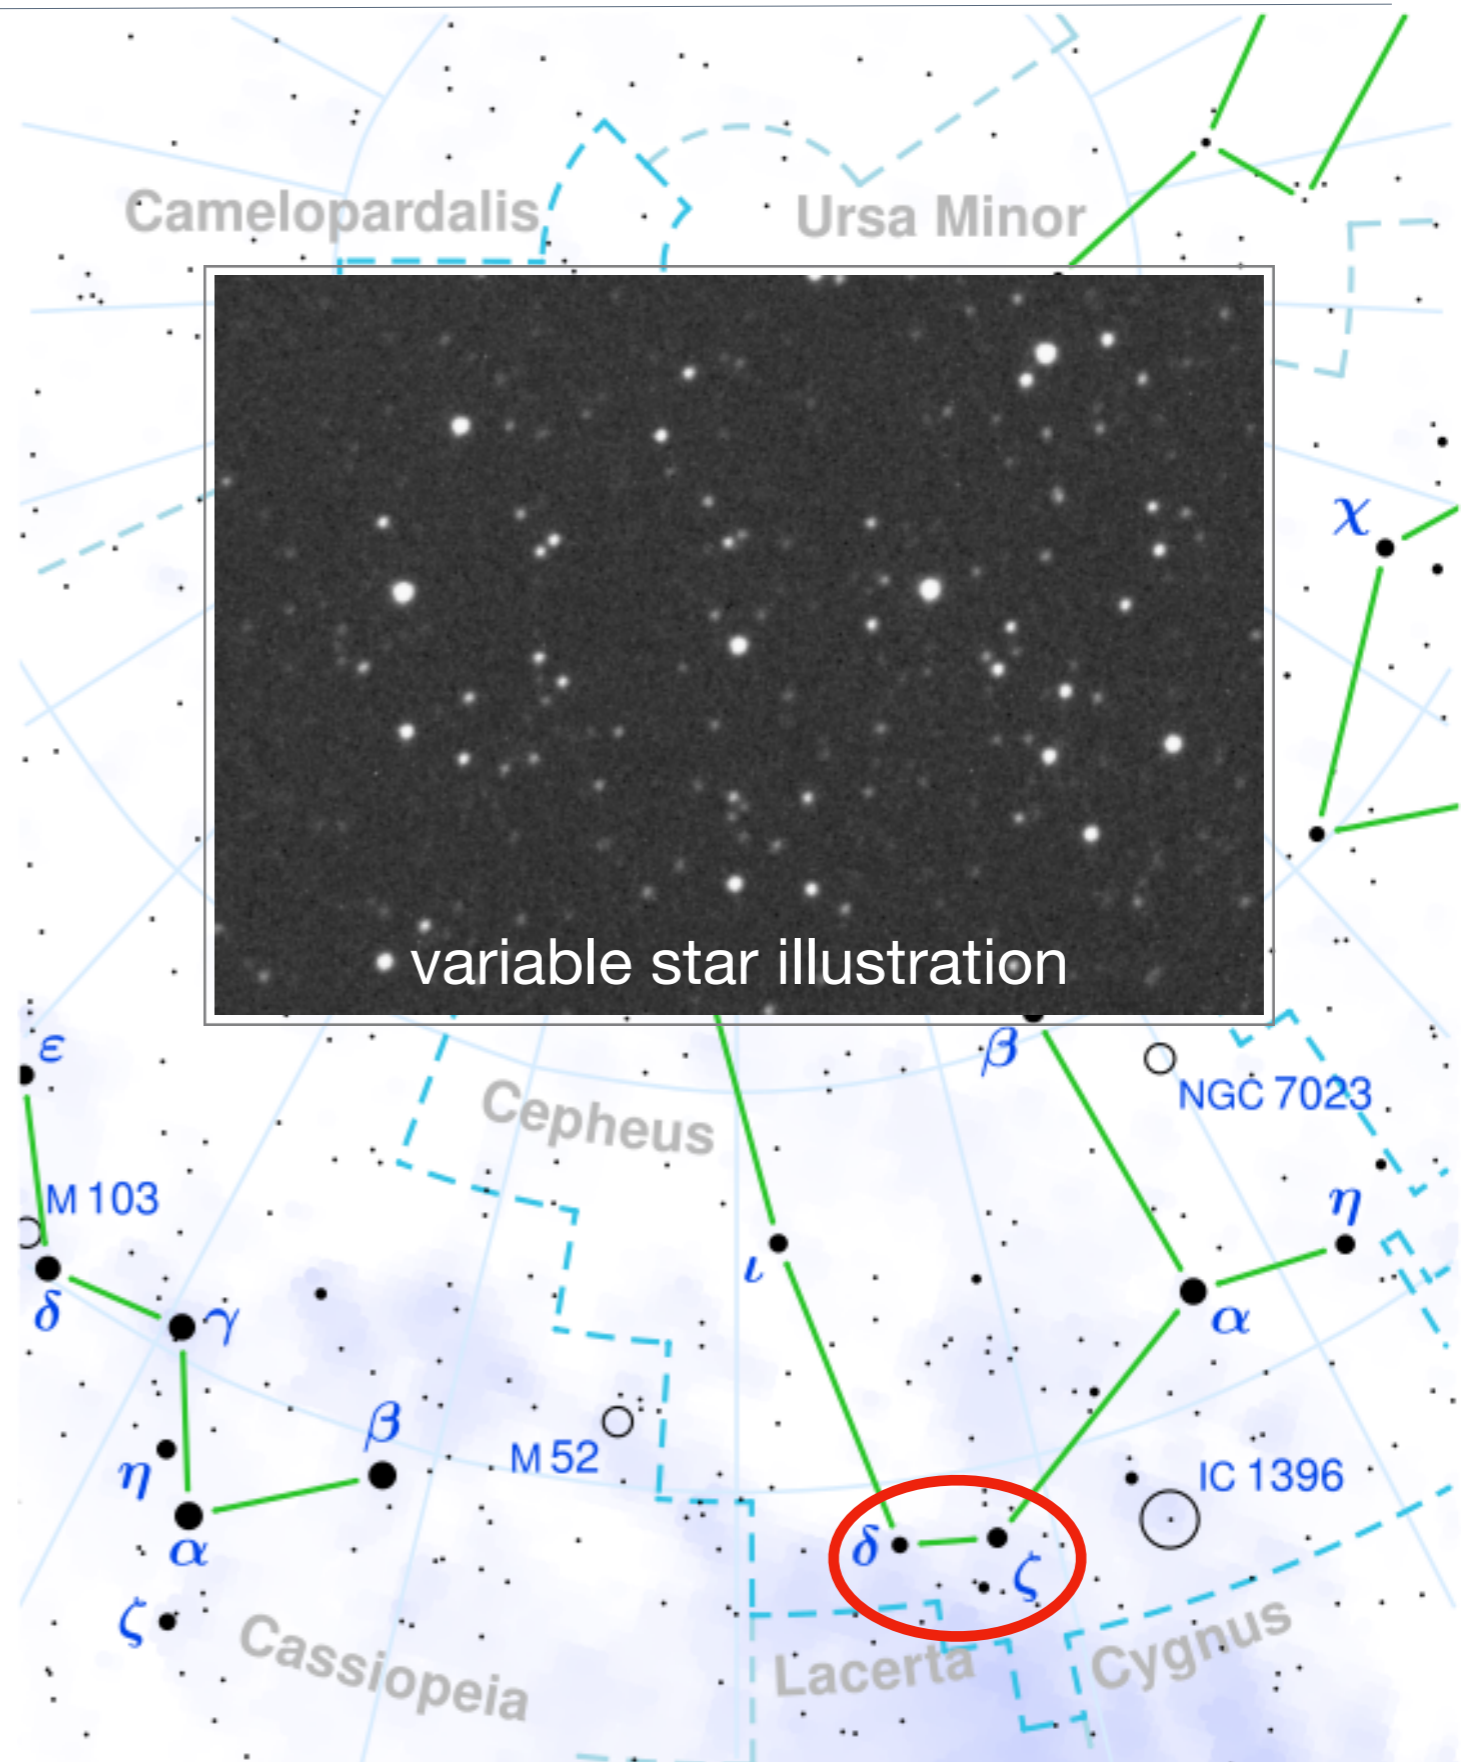 Camelopardalis
Ursa Minor
χ
variable star illustration
ε
β
NGC 7023
Cepheus
M 103
η
ι
δ
γ
α
β
M 52
IC 1396
η
δ
ζ
α
ζ
Cassiopeia
Lacerta
Cygnus